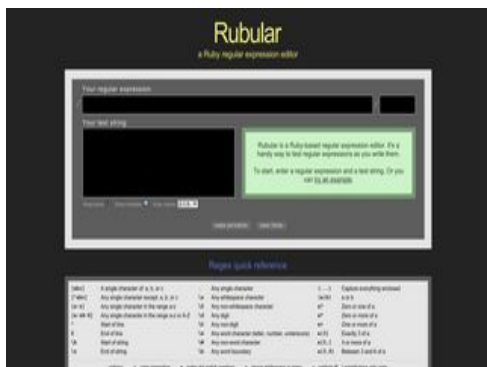 Rubular
a Ruby regular expression editor
Your regular expression
/ /
Your test string
Rubular is a Ruby-based regular expression editor. It's a
handy way to test regular expressions as you write them.
To start, enter a regular expression and a test string. Or you
can try an example.
Regex quick reference
[abc] A single character of: a, b, or c . Any single character (...) Capture everything enclosed
[^abc] Any single character except: a, b, or c \s Any whitespace character (a|b) a or b
[a-z] Any single character in the range a-z \S Any non-whitespace character a? Zero or one of a
[a-zA-Z] Any single character in the range a-z or A-Z \d Any digit a* Zero or more of a
^ Start of line \D Any non-digit a+ One or more of a
$ End of line \w Any word character (letter, number, underscore) a{3} Exactly 3 of a
\A Start of string \W Any non-word character a{3,} 3 or more of a
\z End of string \b Any word boundary a{3,6} Between 3 and 6 of a